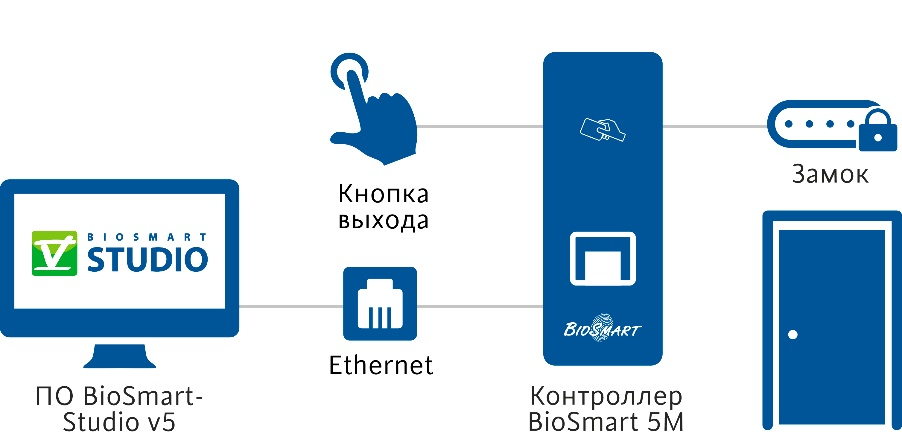 BIOSMART
STUDIO
ПО BioSmart-
Studio v5
Кнопка
выхода
Ethernet
BIOSMART
Контроллер
BioSmart 5M
Замок